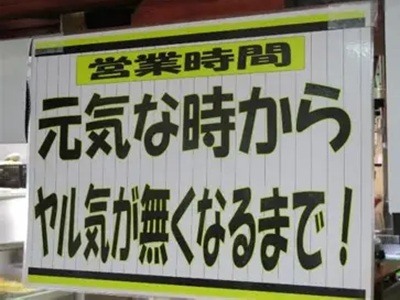 営業時間
元気な時から
ヤル気が無くなるまで！